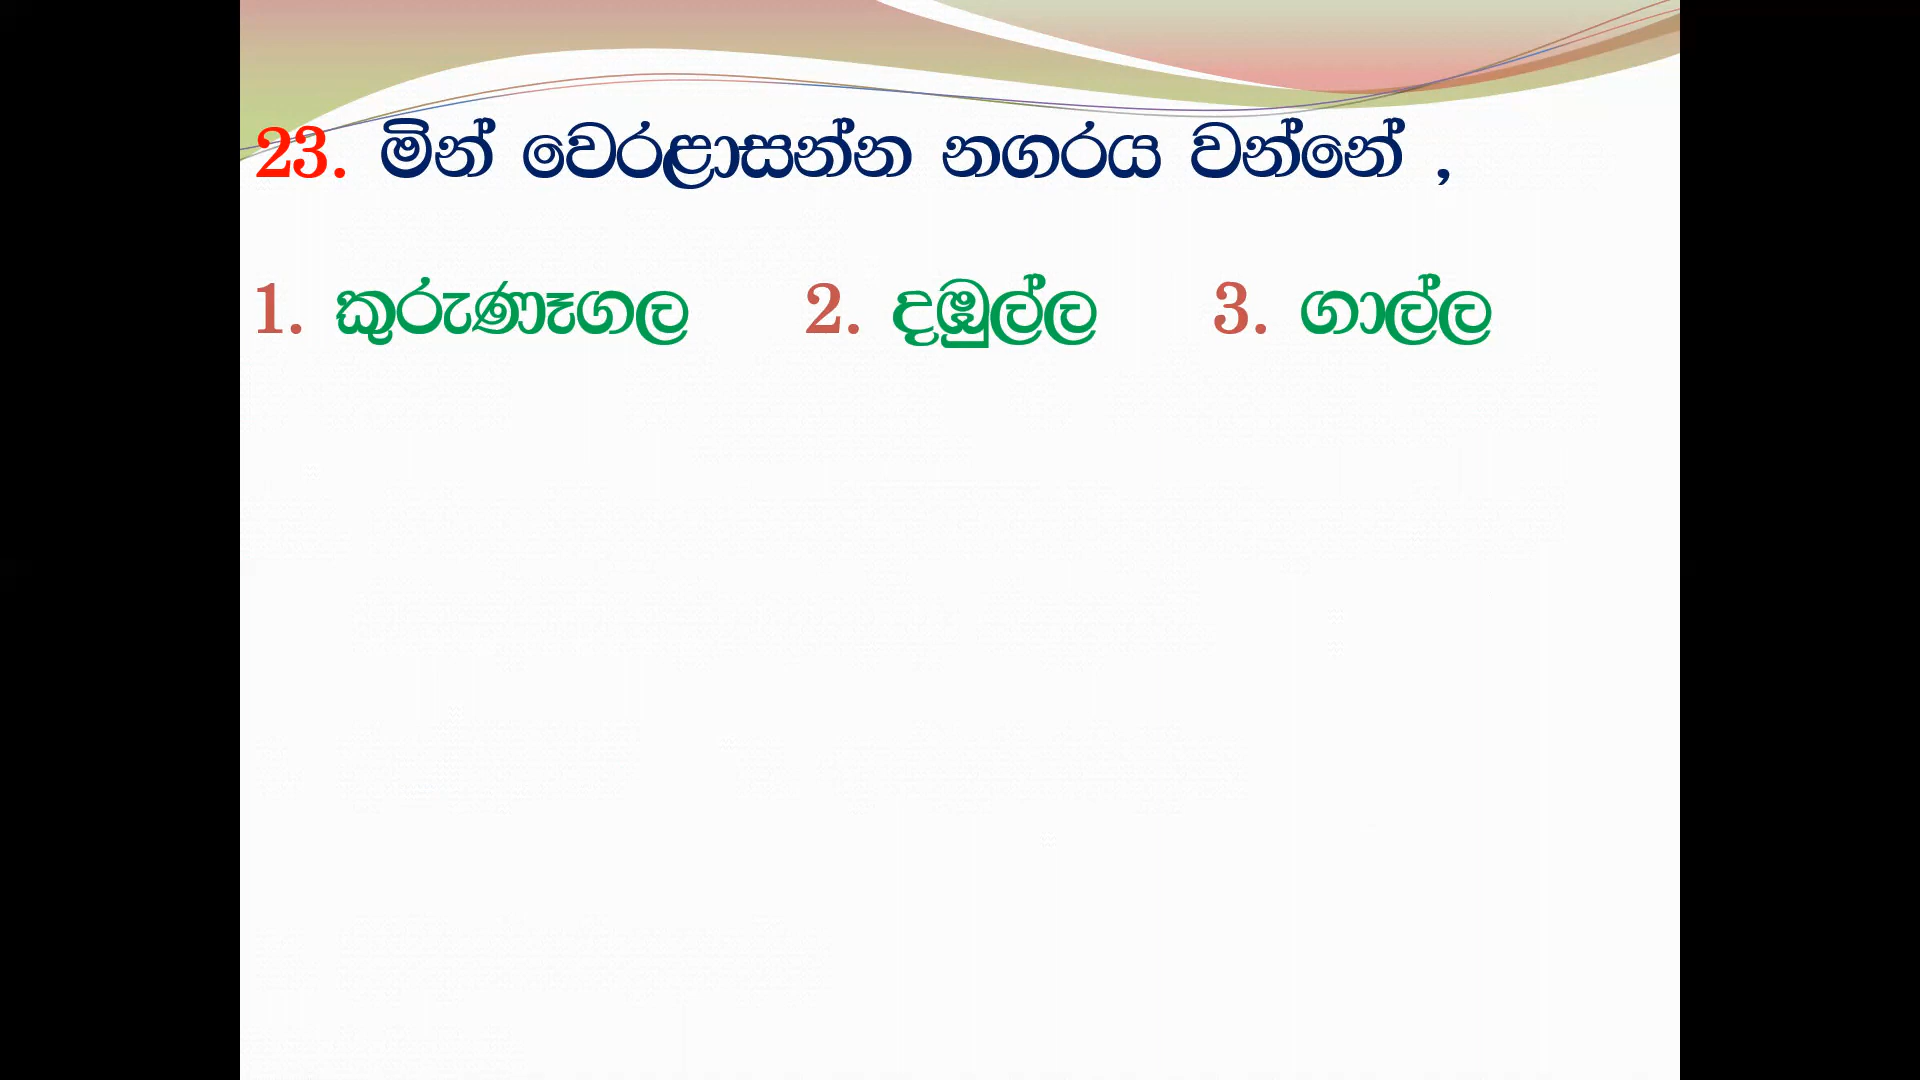 23. මින් වෙරළාසන්න නගරය වන්නේ ,
1. කුරුණෑගල 2. දඹුල්ල 3. ගාල්ල